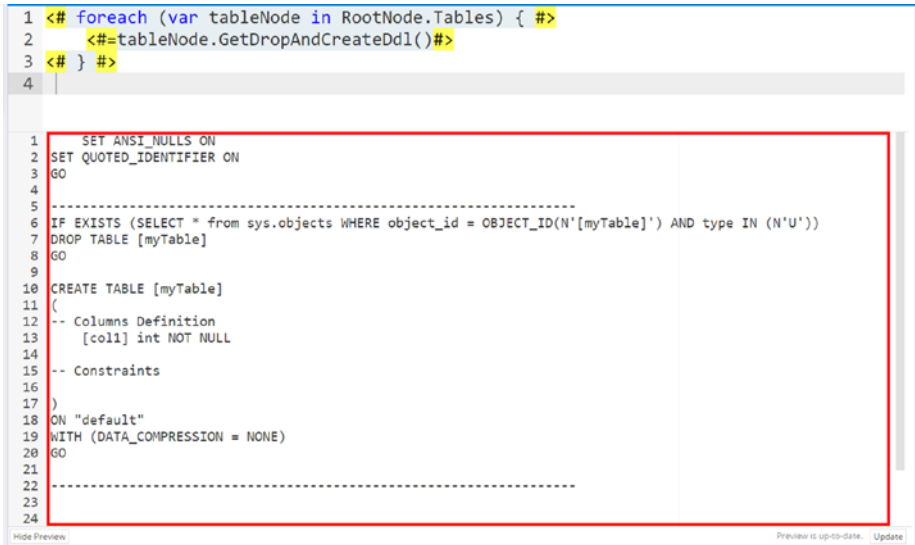 1 <# foreach (var tableNode in RootNode.Tables) { #>
2 <#=tableNode.GetDropAndCreateDdl()#>
3 <# } #>
4
1 SET ANSI_NULLS ON
2 SET QUOTED_IDENTIFIER ON
3 GO
4
5 --------------------------------------------------------------------
6 IF EXISTS (SELECT * from sys.objects WHERE object_id = OBJECT_ID(N'[myTable]') AND type IN (N'U'))
7 DROP TABLE [myTable]
8 GO
9
10 CREATE TABLE [myTable]
11 (
12 -- Columns Definition
13 [col1] int NOT NULL
14
15 -- Constraints
16
17 )
18 ON "default"
19 WITH (DATA_COMPRESSION = NONE)
20 GO
21
22 --------------------------------------------------------------------
23
24
Hide Preview Preview is up-to-date. Update